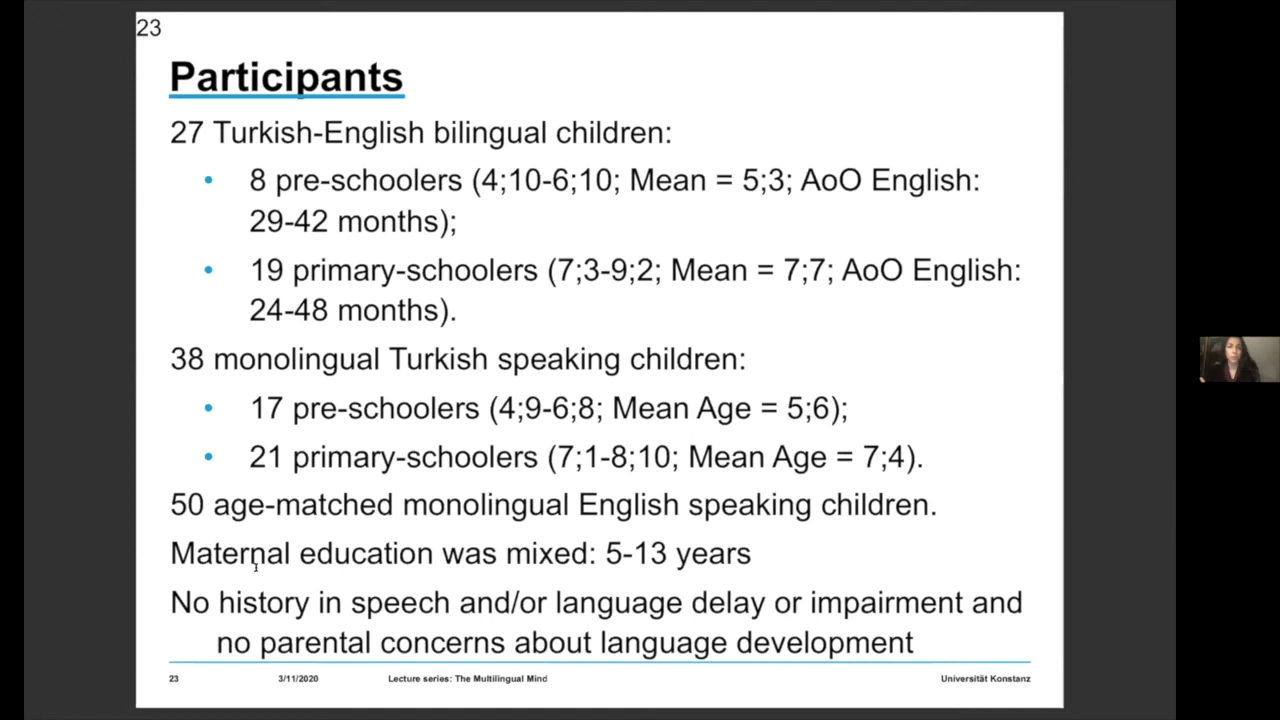 23
Participants
27 Turkish-English bilingual children:
• 8 pre-schoolers (4;10-6;10; Mean = 5;3; AoO English:
29-42 months);
• 19 primary-schoolers (7;3-9;2; Mean = 7;7; AoO English:
24-48 months).
38 monolingual Turkish speaking children:
• 17 pre-schoolers (4;9-6;8; Mean Age = 5;6);
• 21 primary-schoolers (7;1-8;10; Mean Age = 7;4).
50 age-matched monolingual English speaking children.
Maternal education was mixed: 5-13 years
No history in speech and/or language delay or impairment and
no parental concerns about language development
23 3/11/2020 Lecture series: The Multilingual Mind Universität Konstanz